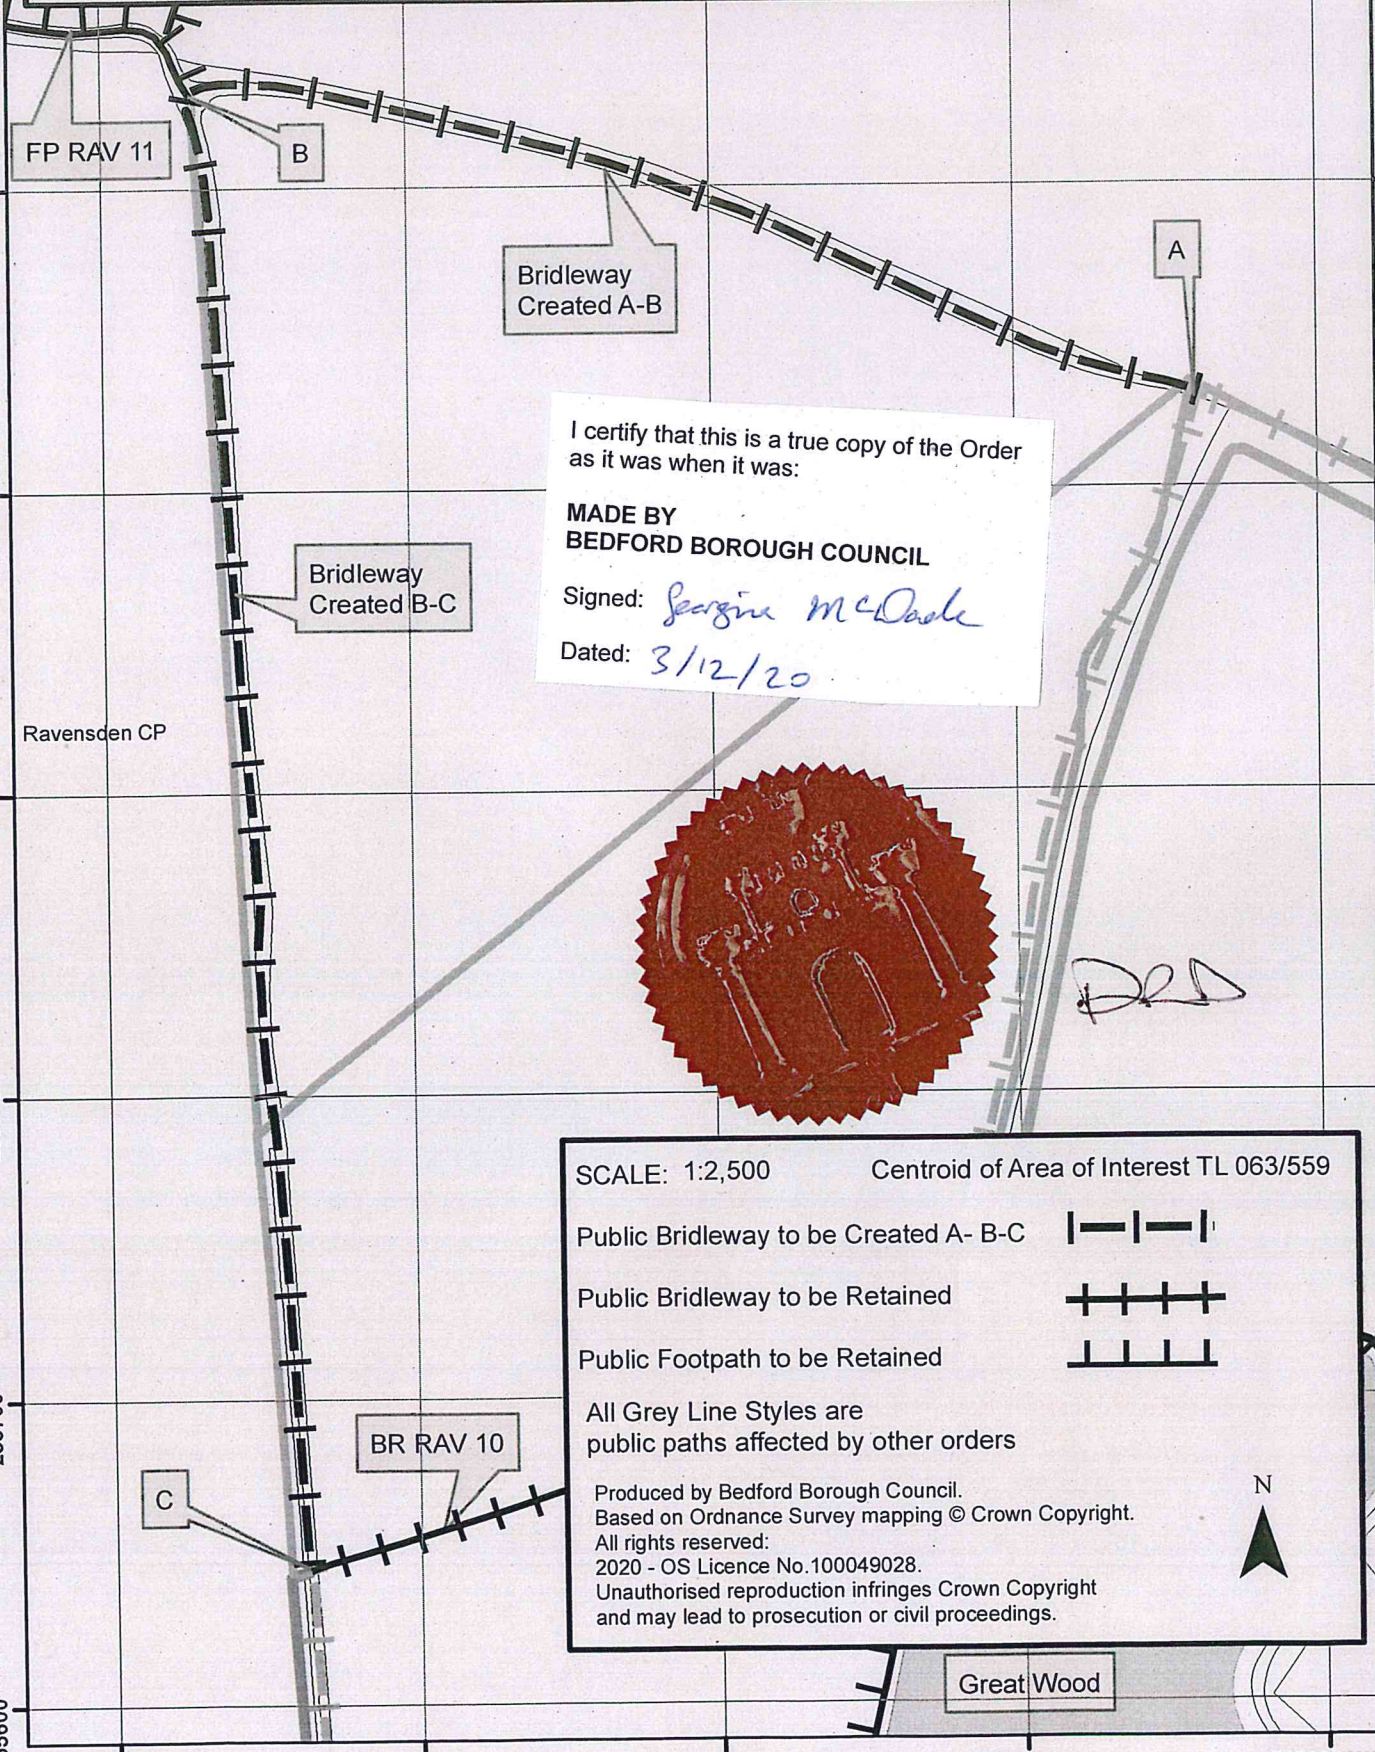 FP RAV 11
B
Bridleway
Created A-B
A
I certify that this is a true copy of the Order
as it was when it was:
MADE BY
BEDFORD BOROUGH COUNCIL
Signed: Georgina McDade
Dated: 3/12/20
Bridleway
Created B-C
Ravensden CP
SCALE: 1:2,500 Centroid of Area of Interest TL 063/559
Public Bridleway to be Created A- B-C
Public Bridleway to be Retained
Public Footpath to be Retained
All Grey Line Styles are
public paths affected by other orders
BR RAV 10
C
Produced by Bedford Borough Council.
Based on Ordnance Survey mapping © Crown Copyright.
All rights reserved:
2020 - OS Licence No.100049028.
Unauthorised reproduction infringes Crown Copyright
and may lead to prosecution or civil proceedings.
N
Great Wood